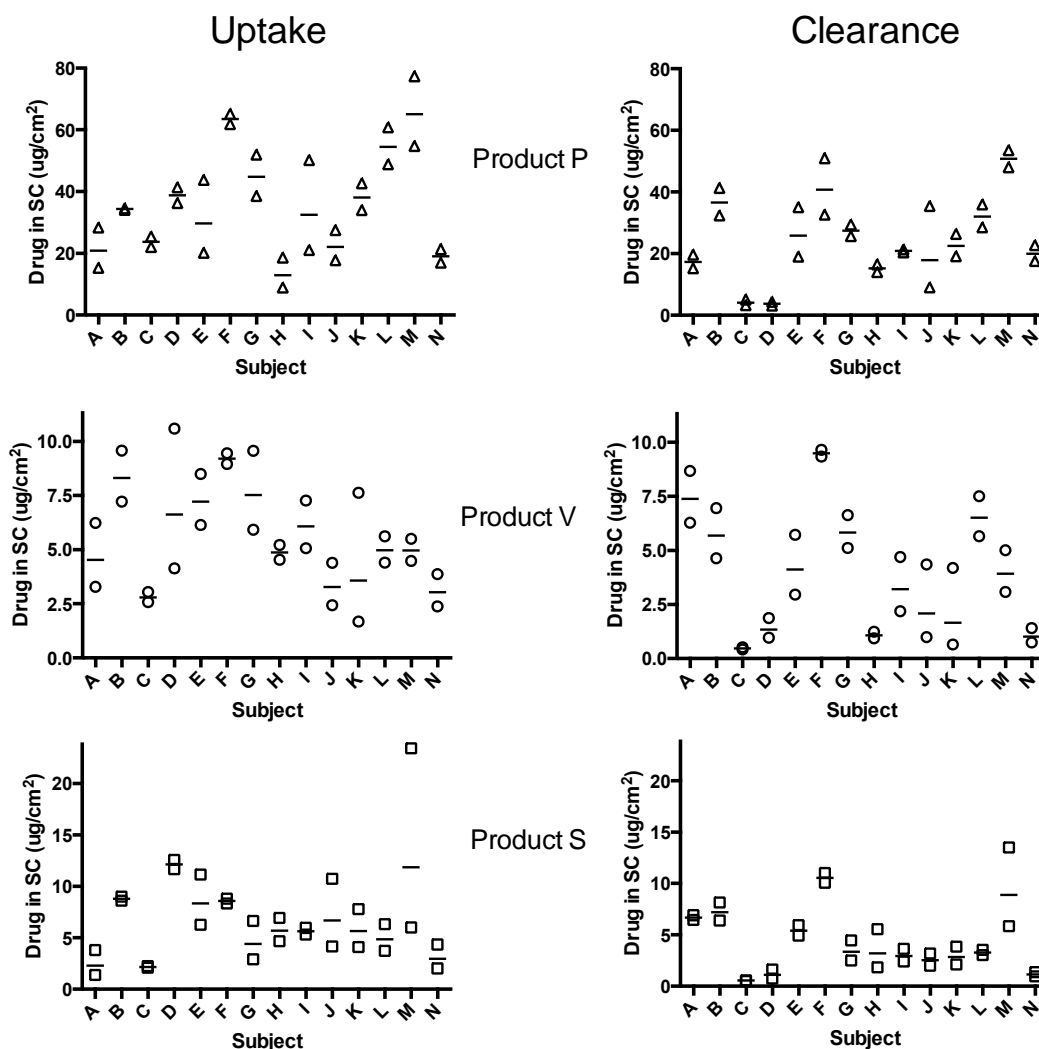 Uptake
Clearance
80
60
40
20
0
Drug in SC (ug/cm²)
A B C D E F G H I J K L M N
Subject
Product P
80
60
40
20
0
Drug in SC (ug/cm²)
A B C D E F G H I J K L M N
Subject
10.0
7.5
5.0
2.5
0.0
Drug in SC (ug/cm²)
A B C D E F G H I J K L M N
Subject
Product V
10.0
7.5
5.0
2.5
0.0
Drug in SC (ug/cm²)
A B C D E F G H I J K L M N
Subject
20
15
10
5
0
Drug in SC (ug/cm²)
A B C D E F G H I J K L M N
Subject
Product S
20
15
10
5
0
Drug in SC (ug/cm²)
A B C D E F G H I J K L M N
Subject